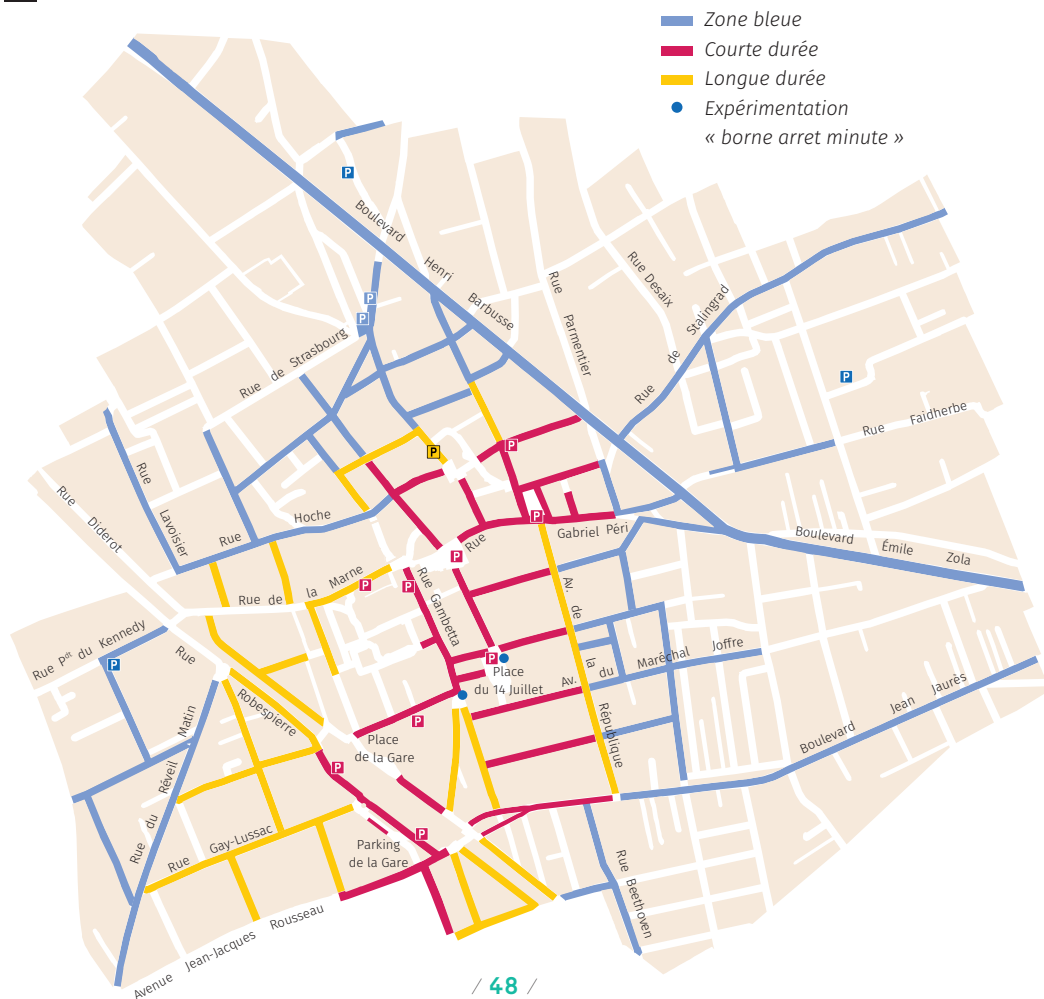 Zone bleue
Courte durée
Longue durée
Expérimentation
« borne arret minute »
P
Boulevard Henri Barbusse
P
P
Rue Parmentier
Rue Desaix
Rue de Stalingrad
Rue de Strasbourg
P
Rue Faidherbe
P
P
Rue Lavoisier
Rue Diderot
Rue Hoche
P
Rue Gabriel Péri
Boulevard Émile Zola
P
Rue de la Marne
P
P
Rue Gambetta
Av. de la République
Rue Pdt du Kennedy
P
Rue Robespierre
P
Place
du 14 Juillet
Av. du Maréchal Joffre
Boulevard Jean Jaurès
P
Place
de la Gare
P
Rue du Réveil Matin
Rue Gay-Lussac
P
Parking
de la Gare
Rue Beethoven
Avenue Jean-Jacques Rousseau
/ 48 /